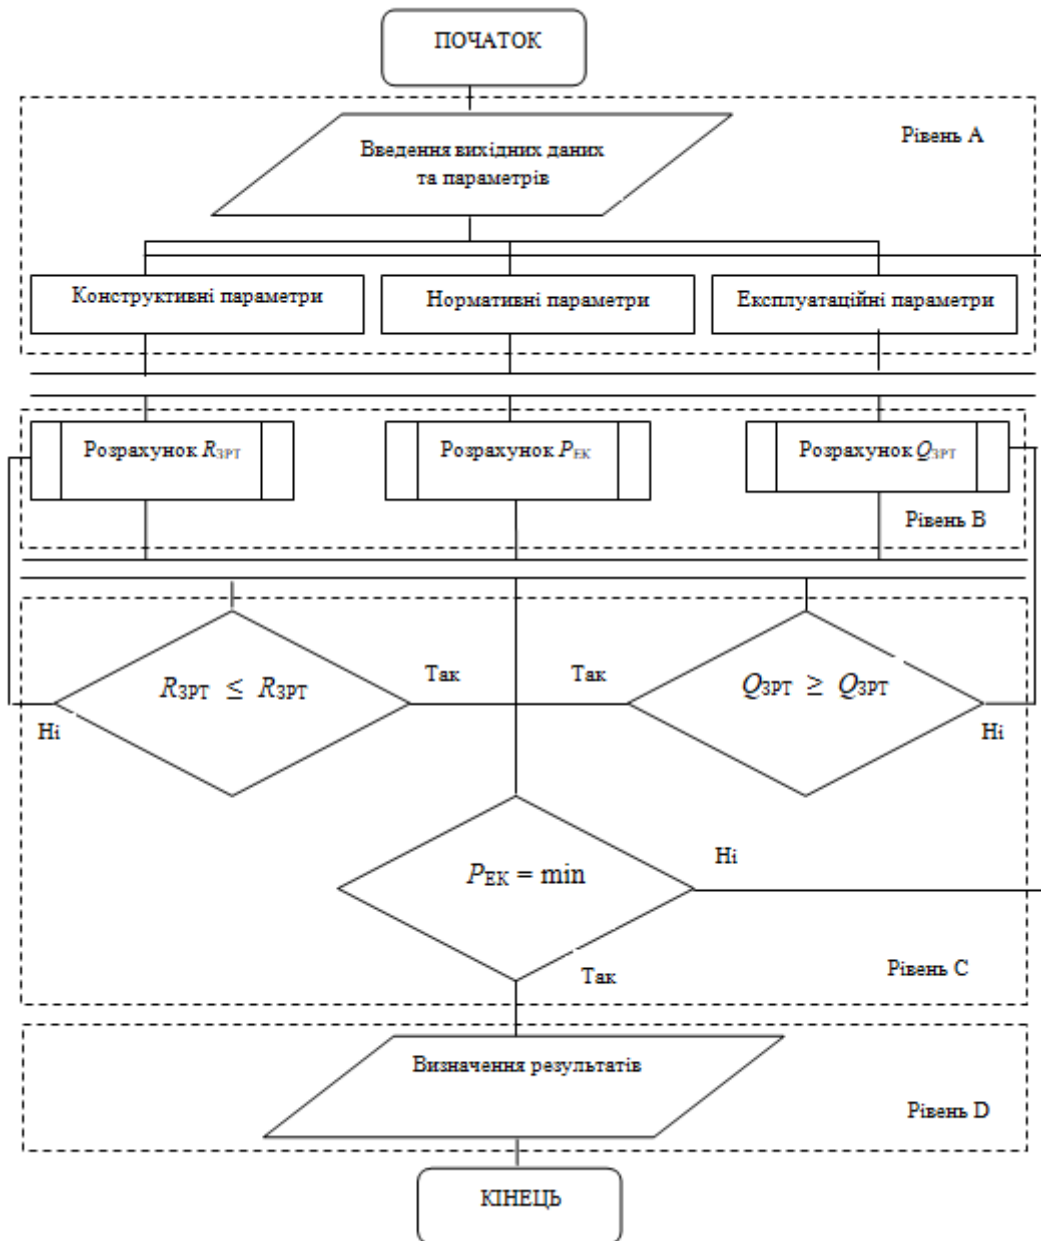 ПОЧАТОК
Рівень А
Введення вихідних даних
та параметрів
Конструктивні параметри
Нормативні параметри
Експлуатаційні параметри
Розрахунок RЗРТ
Розрахунок PЕК
Розрахунок QЗРТ
Рівень В
RЗРТ ≤ RЗРТ
Так
Так
QЗРТ ≥ QЗРТ
Ні
Ні
PЕК = min
Ні
Так
Рівень С
Визначення результатів
Рівень D
КІНЕЦЬ